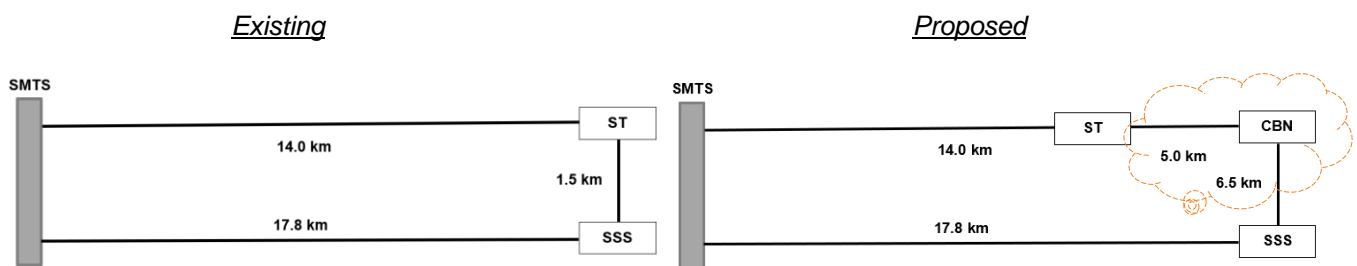 Existing
Proposed
SMTS
ST
14.0 km
1.5 km
17.8 km
SSS
SMTS
ST
CBN
14.0 km
5.0 km
6.5 km
17.8 km
SSS